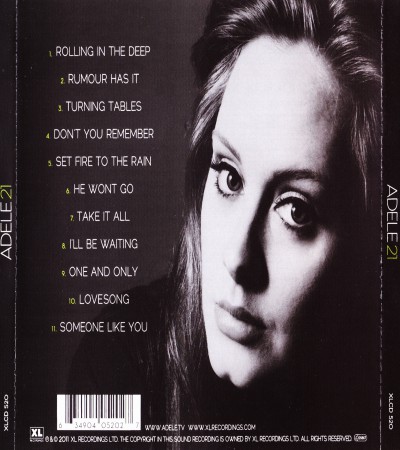 1. ROLLING IN THE DEEP
2. RUMOUR HAS IT
3. TURNING TABLES
4. DON'T YOU REMEMBER
5. SET FIRE TO THE RAIN
6. HE WONT GO
7. TAKE IT ALL
8. I'LL BE WAITING
9. ONE AND ONLY
10. LOVESONG
11. SOMEONE LIKE YOU
ADELE 21
XLCD 520
ADELE 21
XLCD 520
6 34904 05202 7
WWW.ADELE.TV WWW.XLRECORDINGS.COM
XL
℗ & © 2011 XL RECORDINGS LTD. THE COPYRIGHT IN THIS SOUND RECORDING IS OWNED BY XL RECORDINGS LTD. ALL RIGHTS RESERVED.